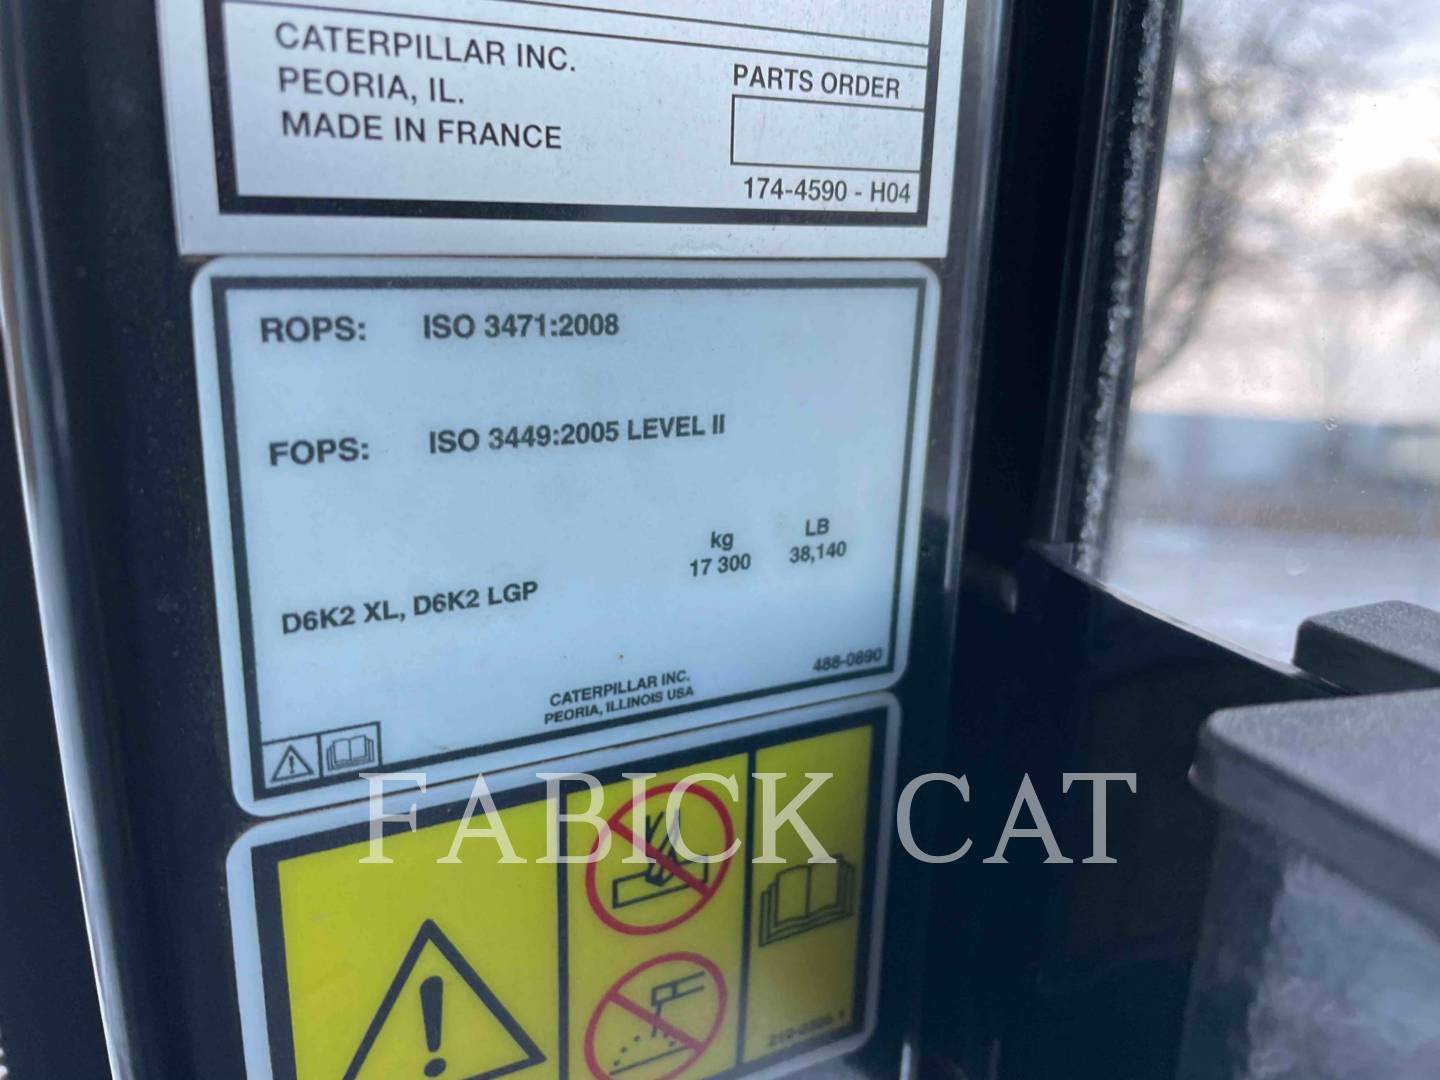 CATERPILLAR INC.
PEORIA, IL.
MADE IN FRANCE
PARTS ORDER
174-4590 - H04
ROPS: ISO 3471:2008
FOPS: ISO 3449:2005 LEVEL II
kg LB
17 300 38,140
D6K2 XL, D6K2 LGP
488-0890
CATERPILLAR INC.
PEORIA, ILLINOIS USA
FABICK CAT